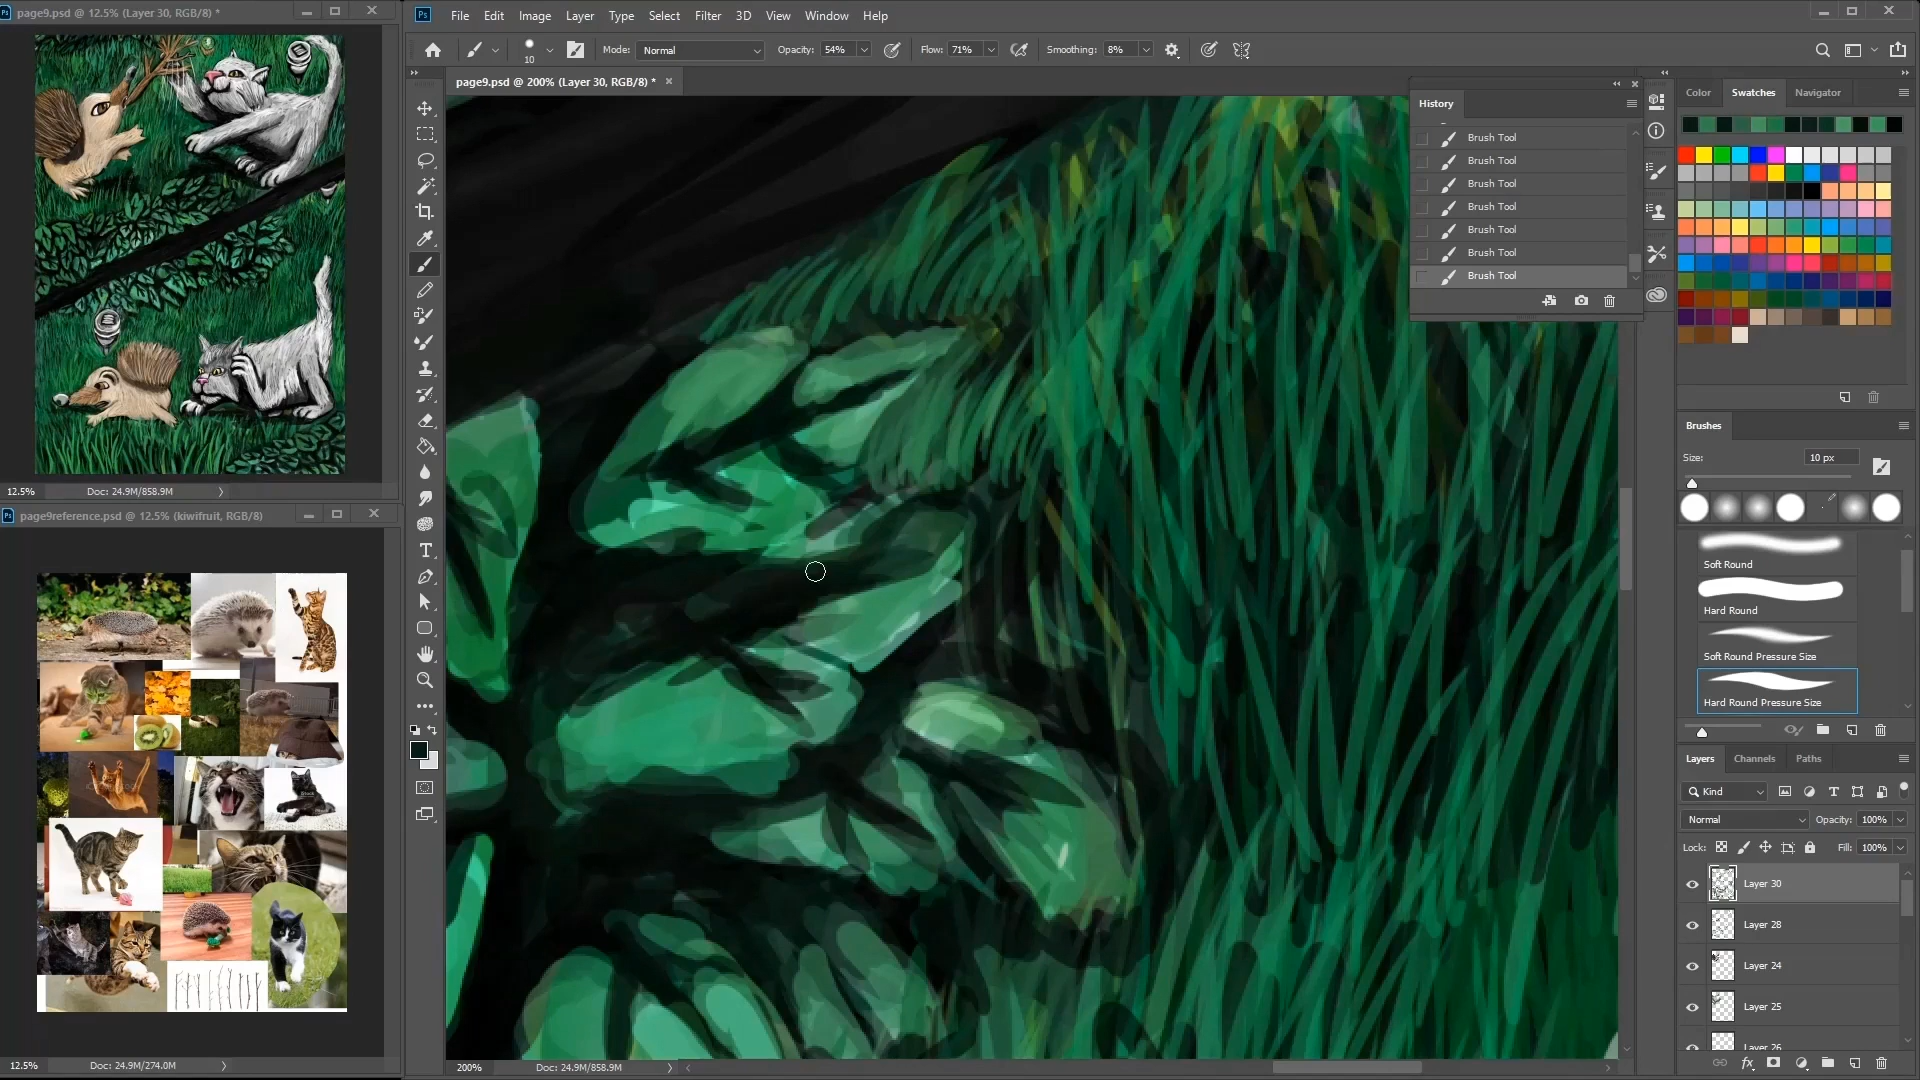 page9.psd @ 12.5% (Layer 30, RGB/8) *
File Edit Image Layer Type Select Filter 3D View Window Help
10
Mode: Normal Opacity: 54% Flow: 71% Smoothing: 8%
page9.psd @ 200% (Layer 30, RGB/8) *
History
Brush Tool
Brush Tool
Brush Tool
Brush Tool
Brush Tool
Brush Tool
Brush Tool
12.5% Doc: 24.9M/858.9M
page9reference.psd @ 12.5% (kiwifruit, RGB/8)
12.5% Doc: 24.9M/274.0M
200% Doc: 24.9M/858.9M
Color Swatches Navigator
Brushes
Size: 10 px
Soft Round
Hard Round
Soft Round Pressure Size
Hard Round Pressure Size
Layers Channels Paths
Kind
Normal Opacity: 100%
Lock: Fill: 100%
Layer 30
Layer 28
Layer 24
Layer 25
Layer 26